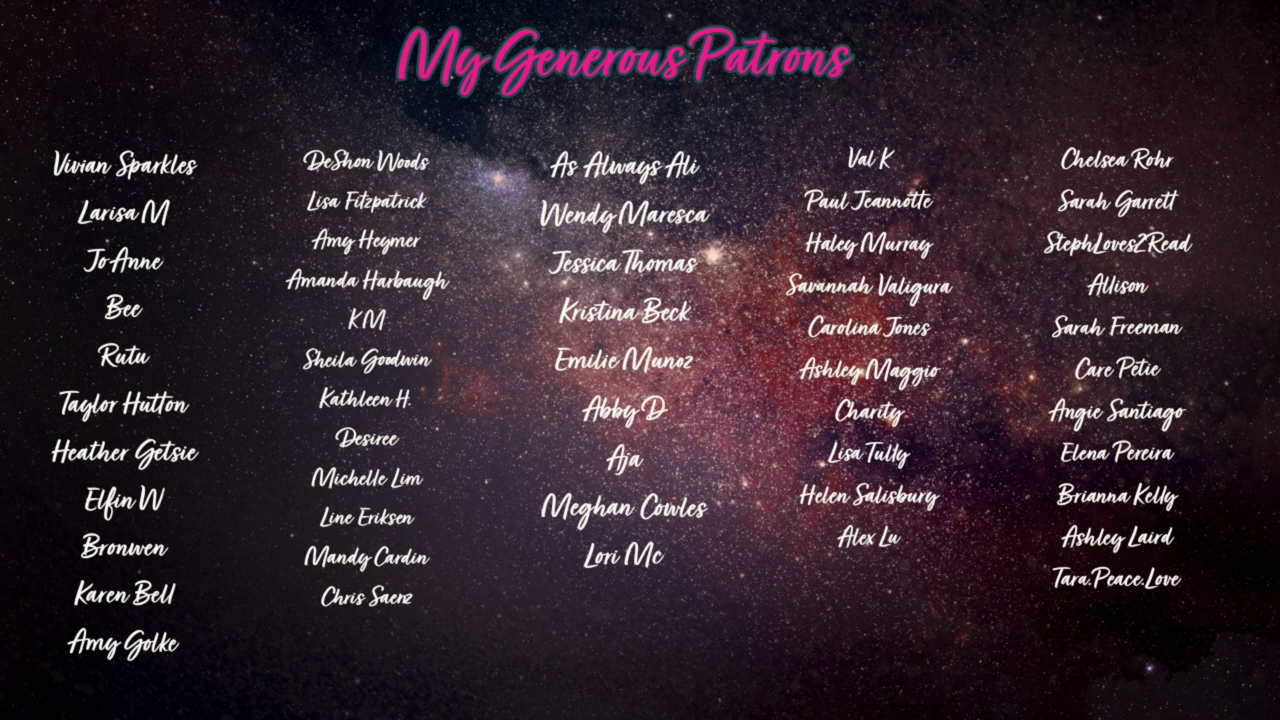 My Generous Patrons
Vivian Sparkles
Larisa M
Jo Anne
Bee
Rutu
Taylor Hutton
Heather Getsie
Elfin W
Bronwen
Karen Bell
Amy Golke
DeShon Woods
Lisa Fitzpatrick
Amy Heymer
Amanda Harbaugh
KM
Sheila Goodwin
Kathleen H.
Desiree
Michelle Lim
Line Eriksen
Mandy Cardin
Chris Saenz
As Always Ali
Wendy Maresca
Jessica Thomas
Kristina Beck
Emilie Munoz
Abby D
Aja
Meghan Cowles
Lori Mc
Val K
Paul Jeannotte
Haley Murray
Savannah Valigura
Carolina Jones
Ashley Maggio
Charity
Lisa Tully
Helen Salisbury
Alex Lu
Chelsea Rohr
Sarah Garrett
StephLoves2Read
Allison
Sarah Freeman
Care Petie
Angie Santiago
Elena Pereira
Brianna Kelly
Ashley Laird
Tara.Peace.Love